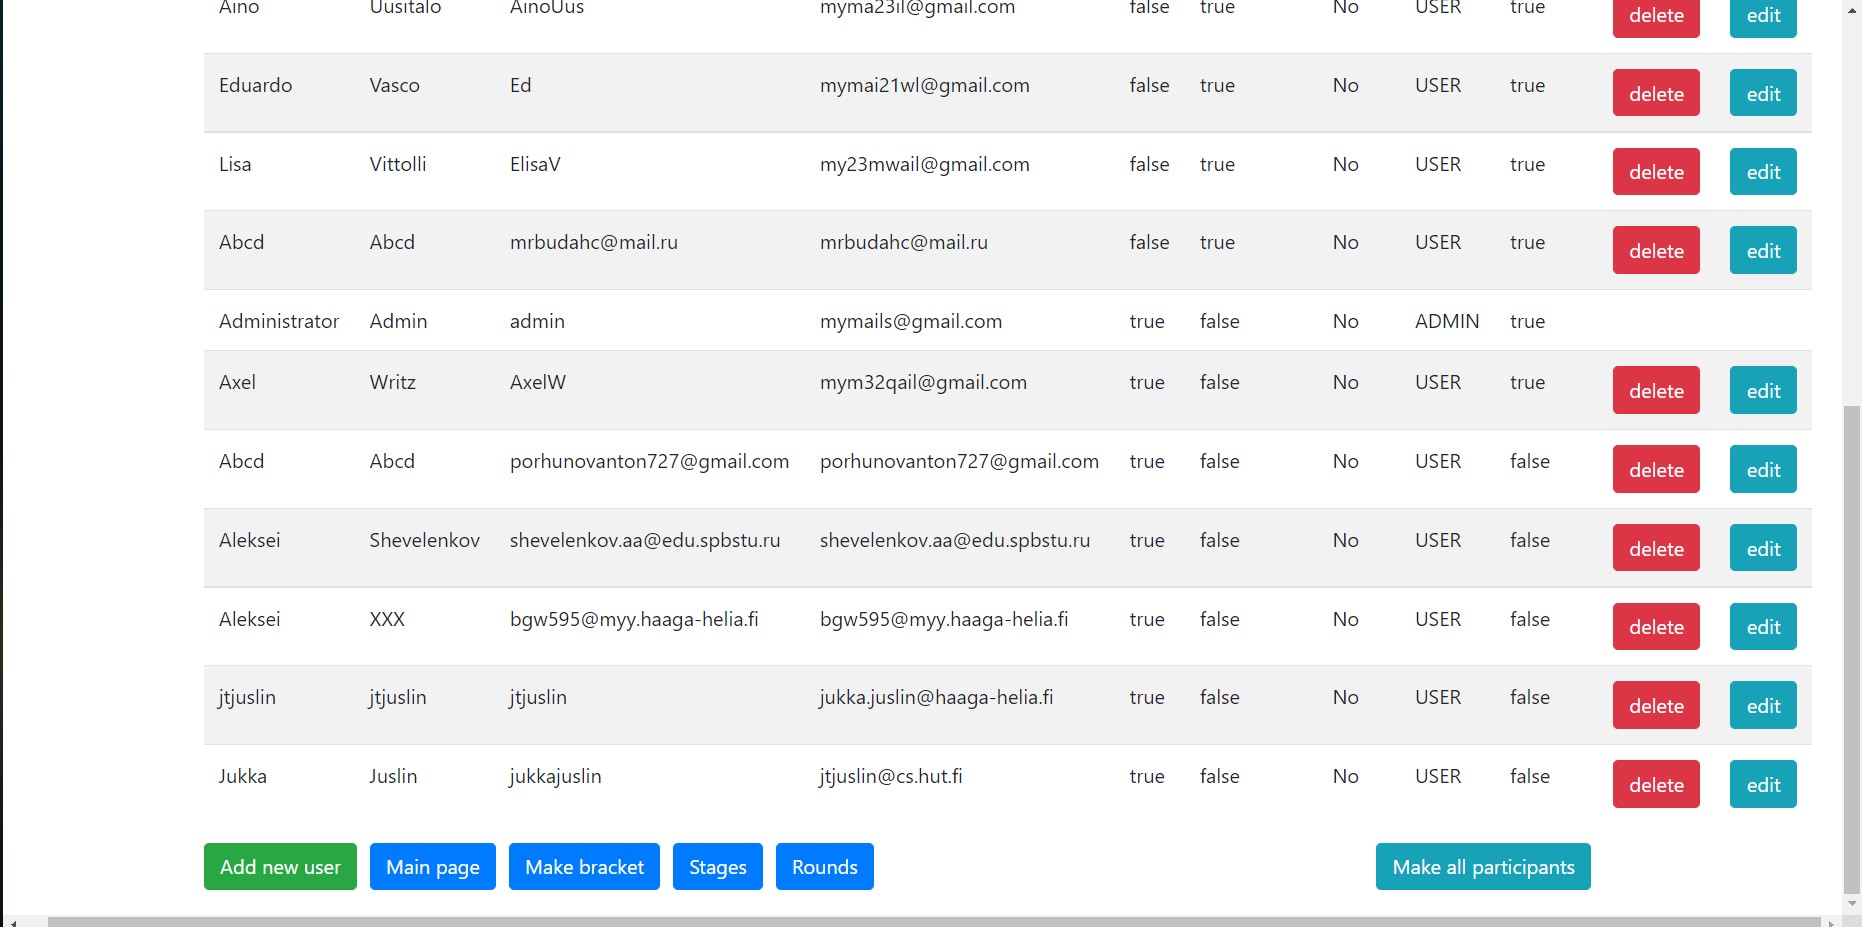 Aino Uusitalo AinoUus myma23il@gmail.com false true No USER true delete edit
Eduardo Vasco Ed mymai21wl@gmail.com false true No USER true delete edit
Lisa Vittolli ElisaV my23mwail@gmail.com false true No USER true delete edit
Abcd Abcd mrbudahc@mail.ru mrbudahc@mail.ru false true No USER true delete edit
Administrator Admin admin mymails@gmail.com true false No ADMIN true
Axel Writz AxelW mym32qail@gmail.com true false No USER true delete edit
Abcd Abcd porhunovanton727@gmail.com porhunovanton727@gmail.com true false No USER false delete edit
Aleksei Shevelenkov shevelenkov.aa@edu.spbstu.ru shevelenkov.aa@edu.spbstu.ru true false No USER false delete edit
Aleksei XXX bgw595@myy.haaga-helia.fi bgw595@myy.haaga-helia.fi true false No USER false delete edit
jtjuslin jtjuslin jtjuslin jukka.juslin@haaga-helia.fi true false No USER false delete edit
Jukka Juslin jukkajuslin jtjuslin@cs.hut.fi true false No USER false delete edit
Add new user Main page Make bracket Stages Rounds Make all participants